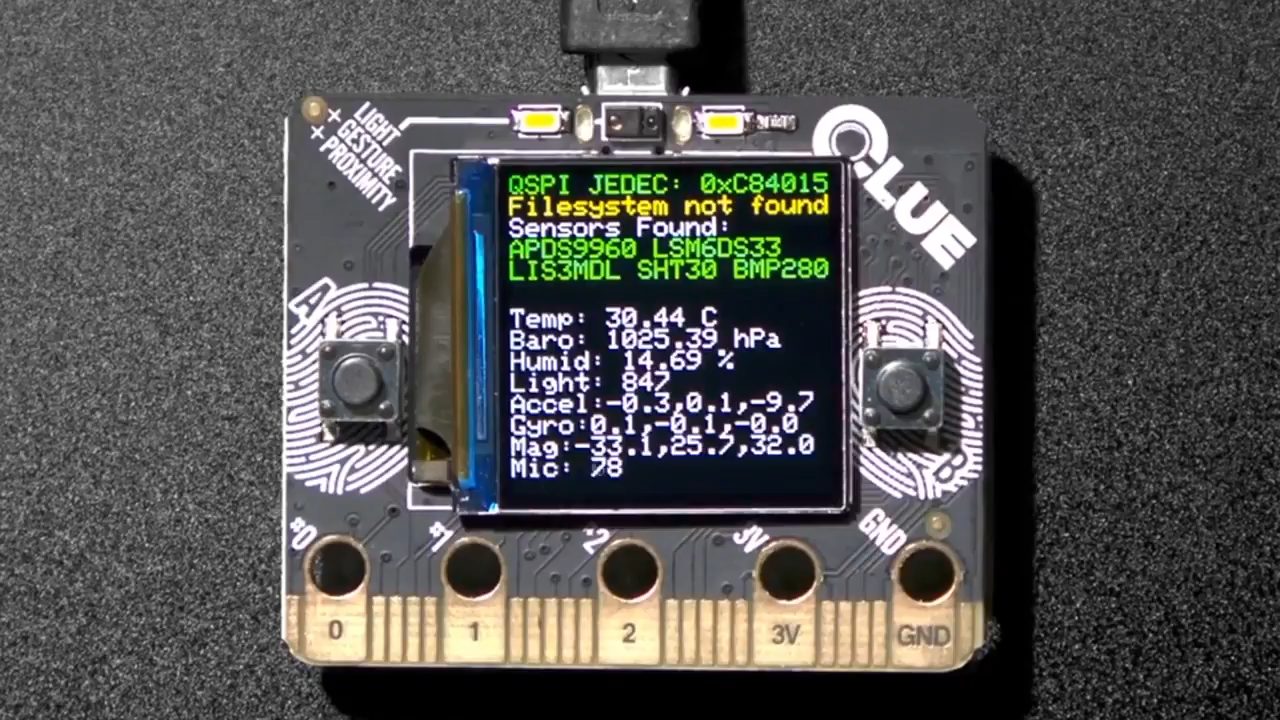 + LIGHT
+ GESTURE
+ PROXIMITY
CLUE
QSPI JEDEC: 0xC84015
Filesystem not found
Sensors Found:
APDS9960 LSM6DS33
LIS3MDL SHT30 BMP280
Temp: 30.44 C
Baro: 1025.39 hPa
Humid: 14.69 %
Light: 847
Accel:-0.3,0.1,-9.7
Gyro:0.1,-0.1,-0.0
Mag:-33.1,25.7,32.0
Mic: 78
A
B
#0 #1 #2 3V GND
0 1 2 3V GND